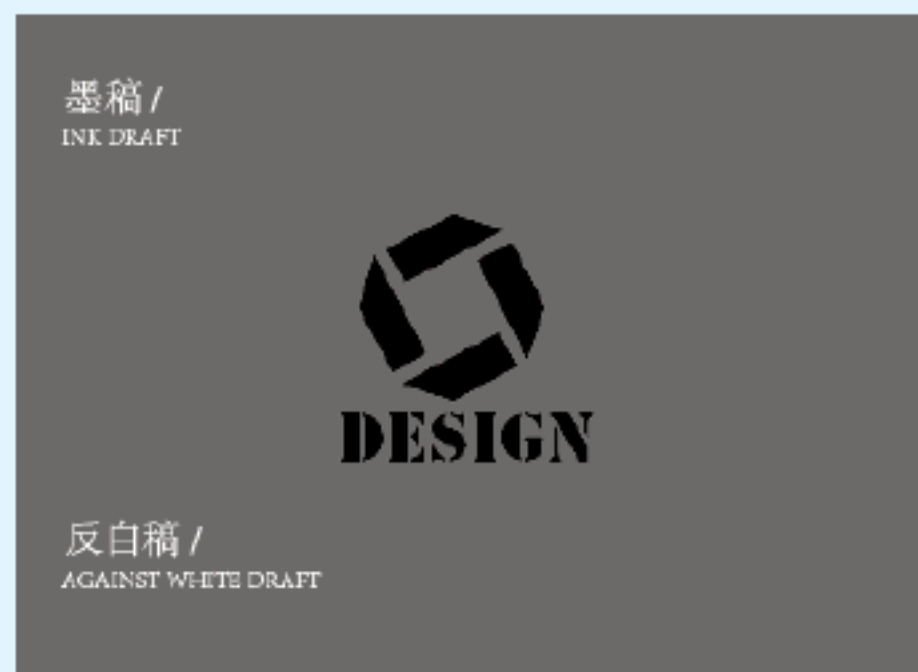 墨稿 /
INK DRAFT
DESIGN
反白稿 /
AGAINST WHITE DRAFT